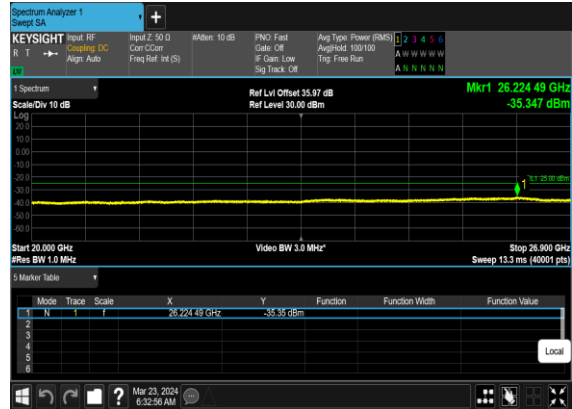 Spectrum Analyzer 1
Swept SA
KEYSIGHT Input: RF Input Z: 50 Ω #Atten: 10 dB PNO: Fast Avg Type: Power (RMS) 1 2 3 4 5 6
R T Coupling: DC Corr CCorr Gate: Off Avg|Hold: 100/100 A W W W W W
Align: Auto Freq Ref: Int (S) IF Gain: Low Trig: Free Run
Sig Track: Off A N N N N N
1 Spectrum Ref Lvl Offset 35.97 dB Mkr1 26.224 49 GHz
Scale/Div 10 dB Ref Level 30.00 dBm -35.347 dBm
Log
20.0
10.0
0.00
-10.0
-20.0
-30.0
-40.0
-50.0
-60.0
1
Start 20.000 GHz Video BW 3.0 MHz* Stop 26.900 GHz
#Res BW 1.0 MHz Sweep 13.3 ms (40001 pts)
5 Marker Table
Mode Trace Scale X Y Function Function Width Function Value
1 N 1 f 26.224 49 GHz -35.35 dBm
2
3
4
5
6
Local
? Mar 23, 2024
6:32:56 AM